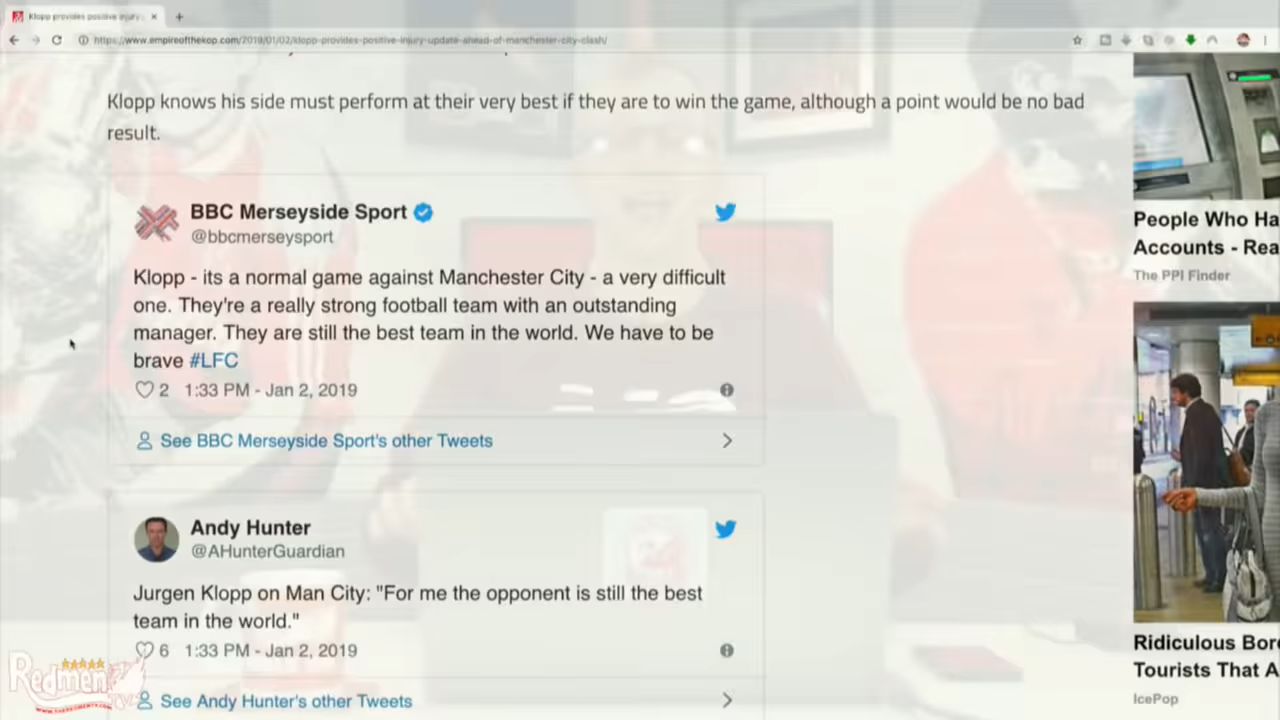 Klopp provides positive injury
https://www.empireofthekop.com/2019/01/02/klopp-provides-positive-injury-update-ahead-of-manchester-city-clash/
Klopp knows his side must perform at their very best if they are to win the game, although a point would be no bad
result.
BBC Merseyside Sport
@bbcmerseysport
Klopp - its a normal game against Manchester City - a very difficult
one. They're a really strong football team with an outstanding
manager. They are still the best team in the world. We have to be
brave #LFC
2 1:33 PM - Jan 2, 2019
See BBC Merseyside Sport's other Tweets
Andy Hunter
@AHunterGuardian
Jurgen Klopp on Man City: "For me the opponent is still the best
team in the world."
6 1:33 PM - Jan 2, 2019
See Andy Hunter's other Tweets
People Who Ha
Accounts - Rea
The PPI Finder
Ridiculous Bor
Tourists That A
IcePop
Redmen
TV